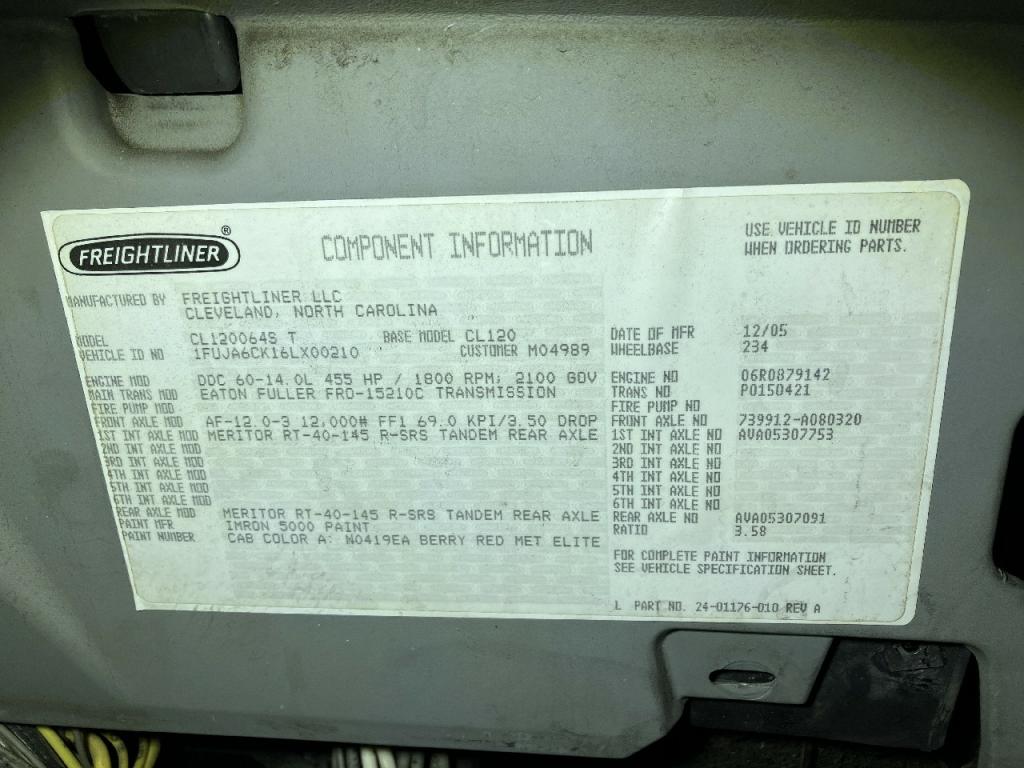 FREIGHTLINER®
COMPONENT INFORMATION
USE VEHICLE ID NUMBER
WHEN ORDERING PARTS.
MANUFACTURED BY FREIGHTLINER LLC
CLEVELAND, NORTH CAROLINA
MODEL CL120064S T BASE MODEL CL120 DATE OF MFR 12/05
VEHICLE ID NO 1FUJA6CK16LX00210 CUSTOMER M04989 WHEELBASE 234
ENGINE MOD DDC 60-14.0L 455 HP / 1800 RPM; 2100 GOV ENGINE NO 06R0879142
MAIN TRANS MOD EATON FULLER FRO-15210C TRANSMISSION TRANS NO P0150421
FIRE PUMP MOD FIRE PUMP NO
FRONT AXLE MOD AF-12.0-3 12,000# FF1 69.0 KPI/3.50 DROP FRONT AXLE NO 739912-A080320
1ST INT AXLE MOD MERITOR RT-40-145 R-SRS TANDEM REAR AXLE 1ST INT AXLE NO AVA05307753
2ND INT AXLE MOD 2ND INT AXLE NO
3RD INT AXLE MOD 3RD INT AXLE NO
4TH INT AXLE MOD 4TH INT AXLE NO
5TH INT AXLE MOD 5TH INT AXLE NO
6TH INT AXLE MOD 6TH INT AXLE NO
REAR AXLE MOD MERITOR RT-40-145 R-SRS TANDEM REAR AXLE REAR AXLE NO AVA05307091
PAINT MFR IMRON 5000 PAINT RATIO 3.58
PAINT NUMBER CAB COLOR A: N0419EA BERRY RED MET ELITE
FOR COMPLETE PAINT INFORMATION
SEE VEHICLE SPECIFICATION SHEET.
L PART NO. 24-01176-010 REV A